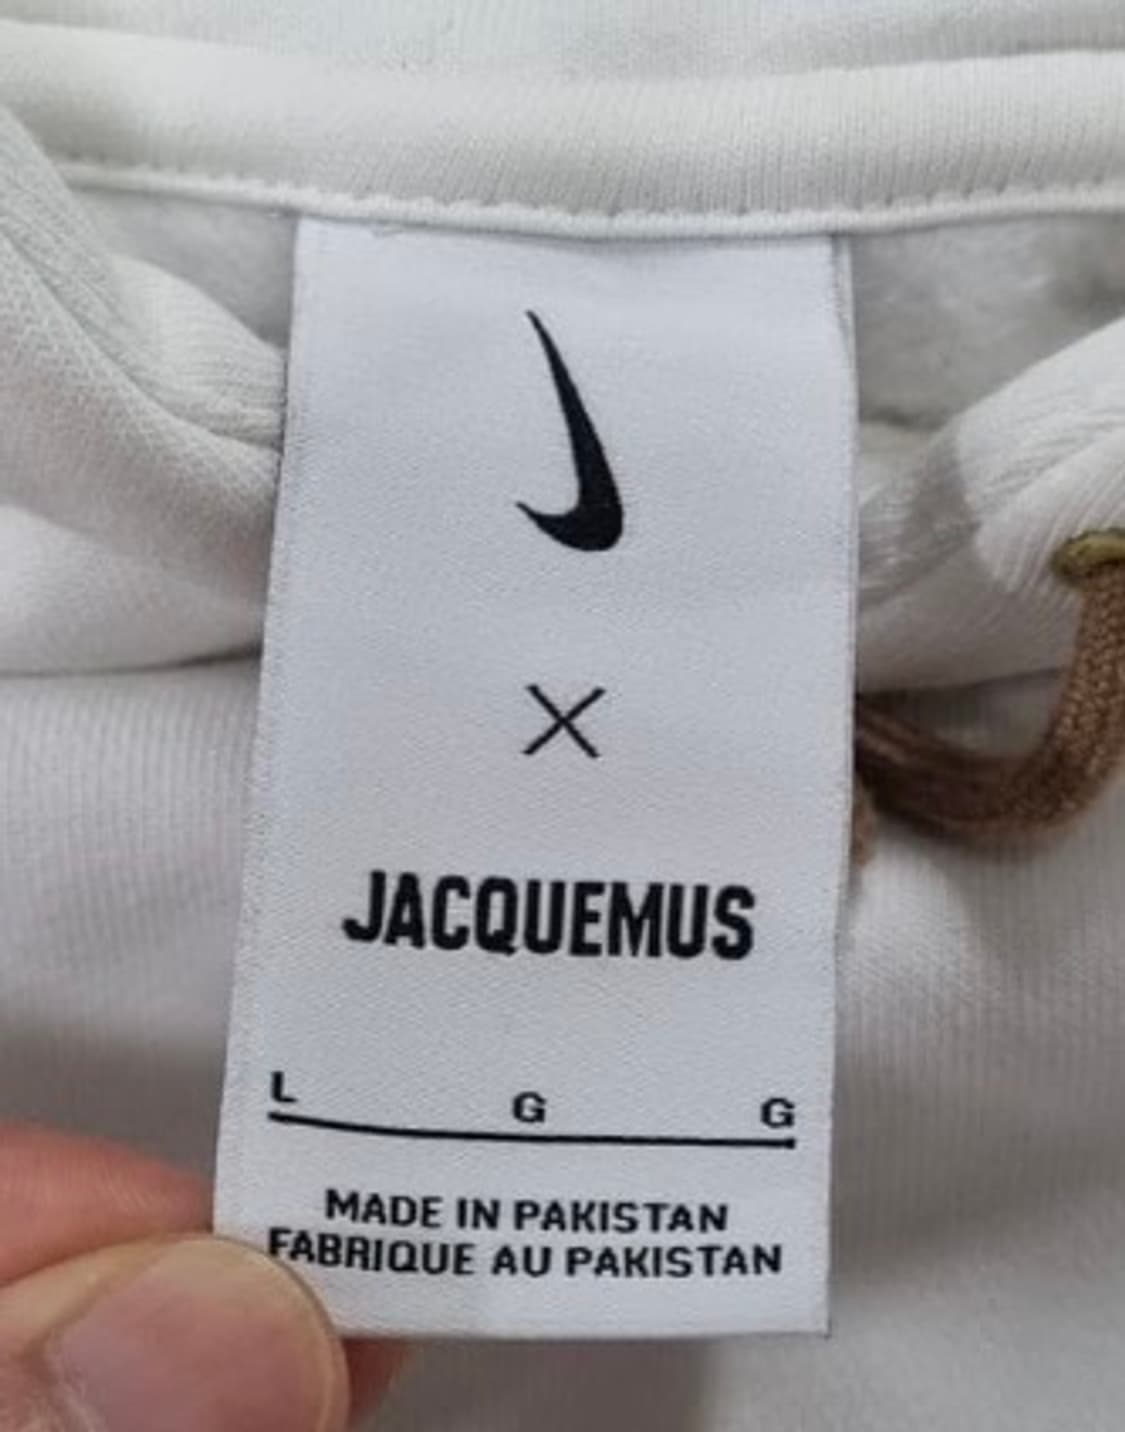 X
JACQUEMUS
L G G
MADE IN PAKISTAN
FABRIQUE AU PAKISTAN